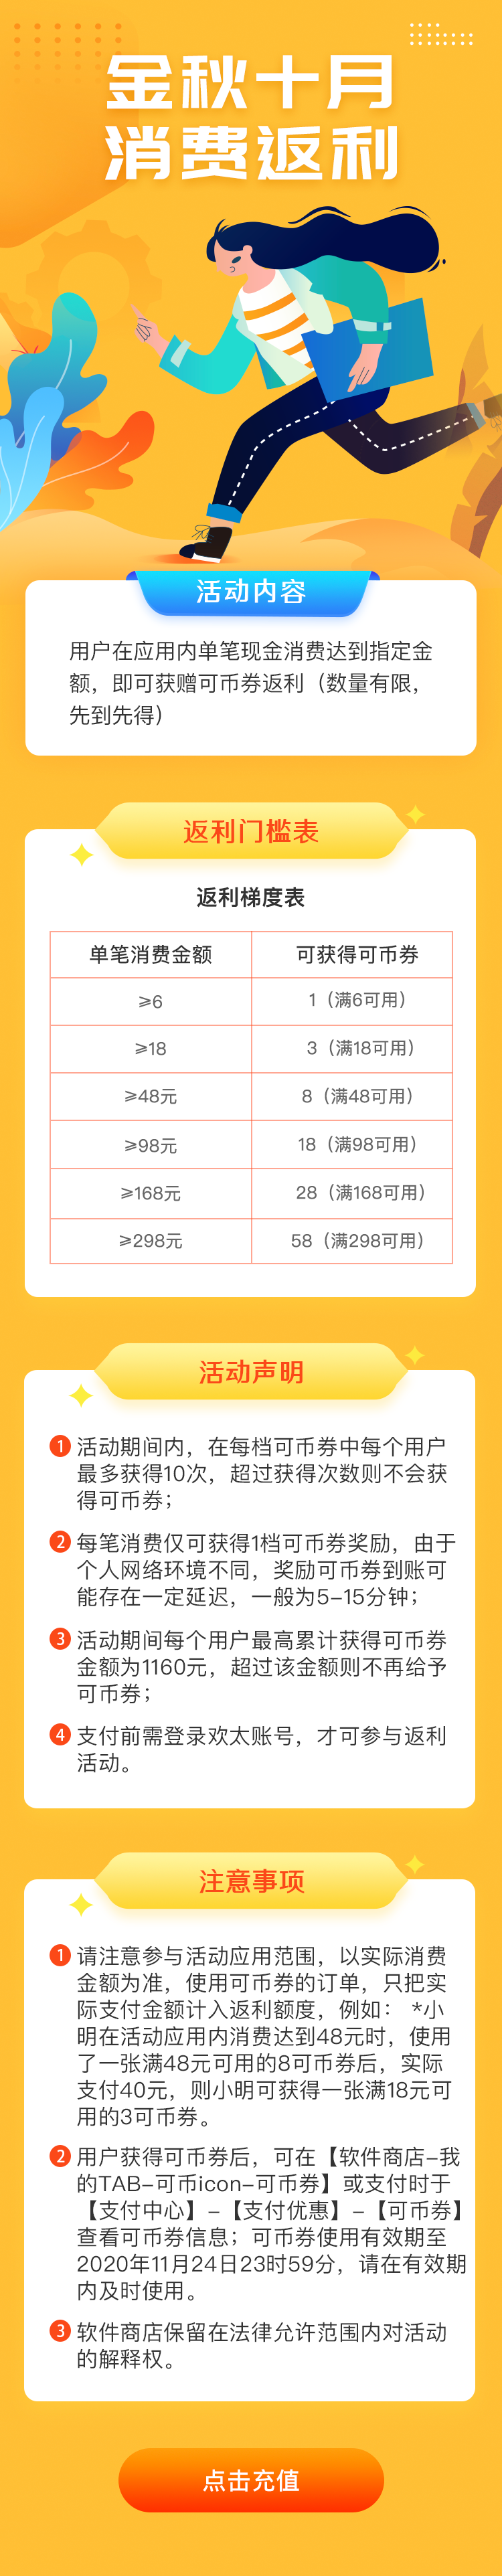 金秋十月
消费返利
活动内容
用户在应用内单笔现金消费达到指定金
额，即可获赠可币券返利（数量有限，
先到先得）
返利门槛表
返利梯度表
单笔消费金额 可获得可币券
≥6 1（满6可用）
≥18 3（满18可用）
≥48元 8（满48可用）
≥98元 18（满98可用）
≥168元 28（满168可用）
≥298元 58（满298可用）
活动声明
1 活动期间内，在每档可币券中每个用户
最多获得10次，超过获得次数则不会获
得可币券；
2 每笔消费仅可获得1档可币券奖励，由于
个人网络环境不同，奖励可币券到账可
能存在一定延迟，一般为5-15分钟；
3 活动期间每个用户最高累计获得可币券
金额为1160元，超过该金额则不再给予
可币券；
4 支付前需登录欢太账号，才可参与返利
活动。
注意事项
1 请注意参与活动应用范围，以实际消费
金额为准，使用可币券的订单，只把实
际支付金额计入返利额度，例如： *小
明在活动应用内消费达到48元时，使用
了一张满48元可用的8可币券后，实际
支付40元，则小明可获得一张满18元可
用的3可币券。
2 用户获得可币券后，可在【软件商店-我
的TAB-可币icon-可币券】或支付时于
【支付中心】-【支付优惠】-【可币券】
查看可币券信息；可币券使用有效期至
2020年11月24日23时59分，请在有效期
内及时使用。
3 软件商店保留在法律允许范围内对活动
的解释权。
点击充值